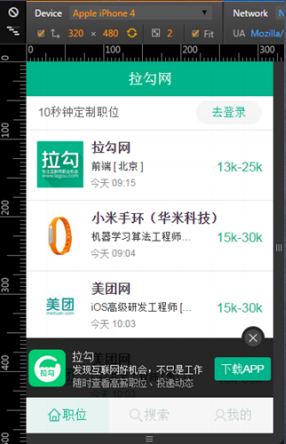 Device Apple iPhone 4 Network
320 × 480 2 Fit UA Mozilla/
0 100 200 300
0
100
200
300
400
500
拉勾网
10秒钟定制职位 去登录
拉勾
拉勾网
前端 [ 北京 ] 13k-25k
今天 09:15
小米手环（华米科技）
机器学习算法工程师... 15k-30k
今天 09:04
美团
美团网
iOS高级研发工程师 [... 15k-30k
今天 10:03
拉勾
拉勾
发现互联网好机会，不只是工作
随时查看高薪职位、投递动态
下载APP
职位 搜索 我的